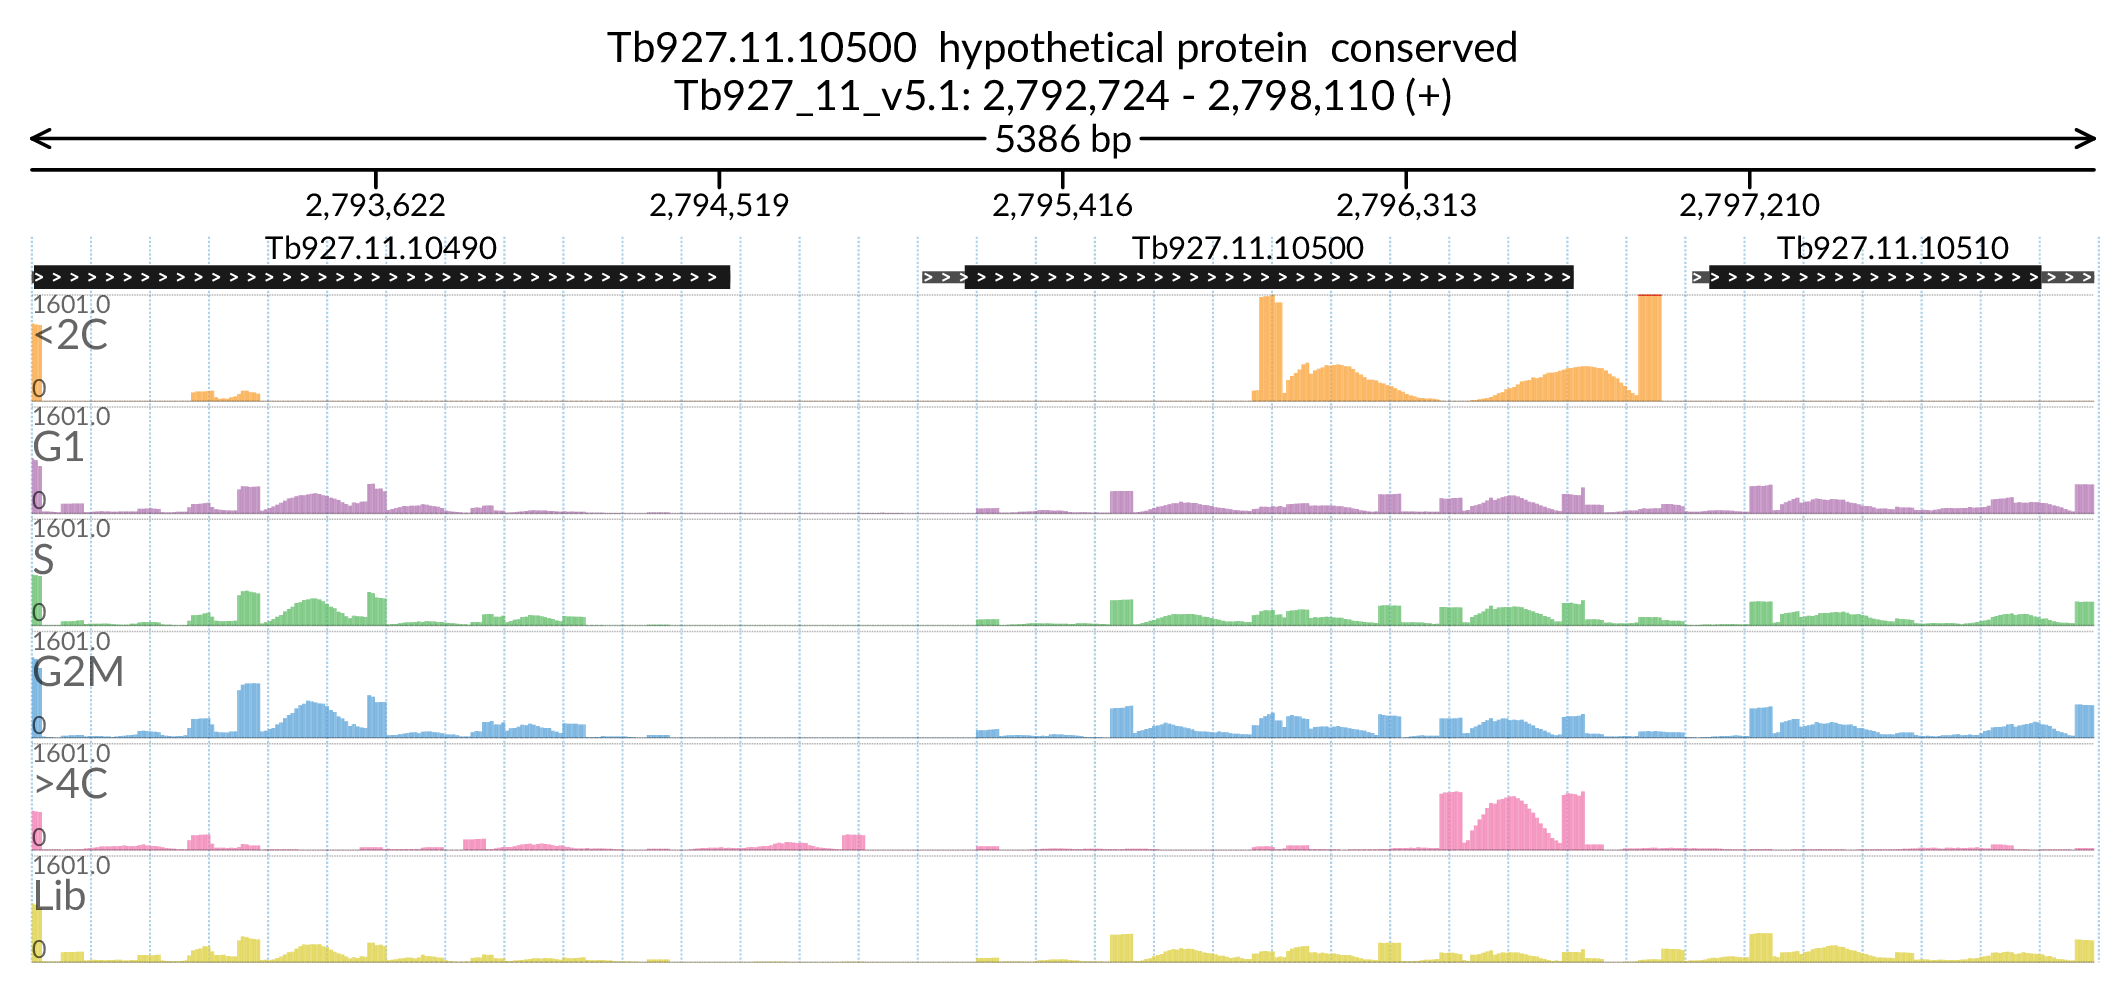 Tb927.11.10500  hypothetical protein  conserved
Tb927_11_v5.1: 2,792,724 - 2,798,110 (+)
5386 bp
2,793,622 2,794,519 2,795,416 2,796,313 2,797,210
Tb927.11.10490 Tb927.11.10500 Tb927.11.10510
1601.0
<2C
0
1601.0
G1
0
1601.0
S
0
1601.0
G2M
0
1601.0
>4C
0
1601.0
Lib
0